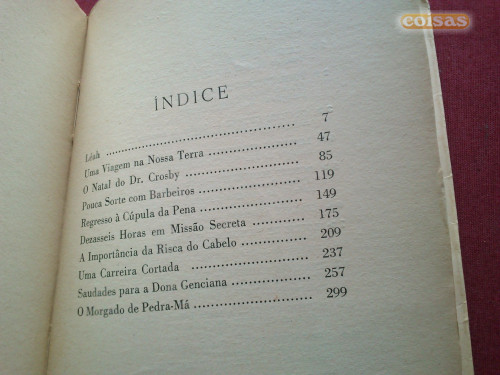 coisas
ÍNDICE
Léah ........................................ 7
Uma Viagem na Nossa Terra ........................ 47
O Natal do Dr. Crosby ........................ 85
Pouca Sorte com Barbeiros ........................ 119
Regresso à Cúpula da Pena ........................ 149
Dezasseis Horas em Missão Secreta ................ 175
A Importância da Risca do Cabelo ................ 209
Uma Carreira Cortada ........................ 237
Saudades para a Dona Genciana ................ 257
O Morgado de Pedra-Má ........................ 299